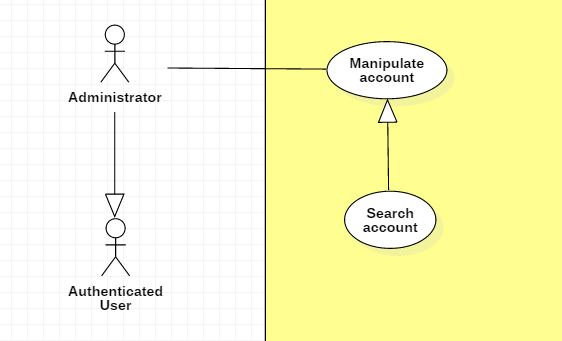 Administrator
Manipulate
account
Search
account
Authenticated
User